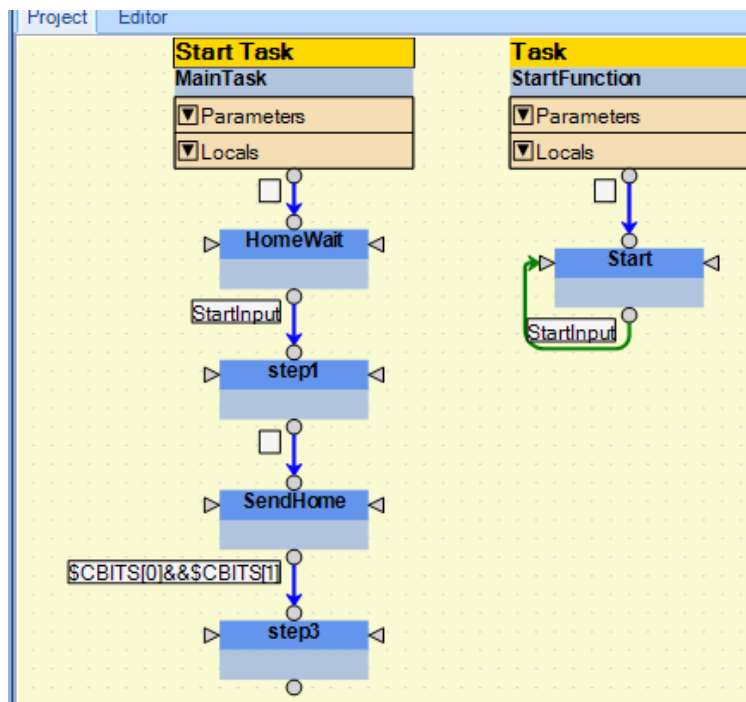 Project Editor
Start Task
MainTask
Parameters
Locals
HomeWait
StartInput
step1
SendHome
$CBITS[0]&&$CBITS[1]
step3
Task
StartFunction
Parameters
Locals
Start
StartInput